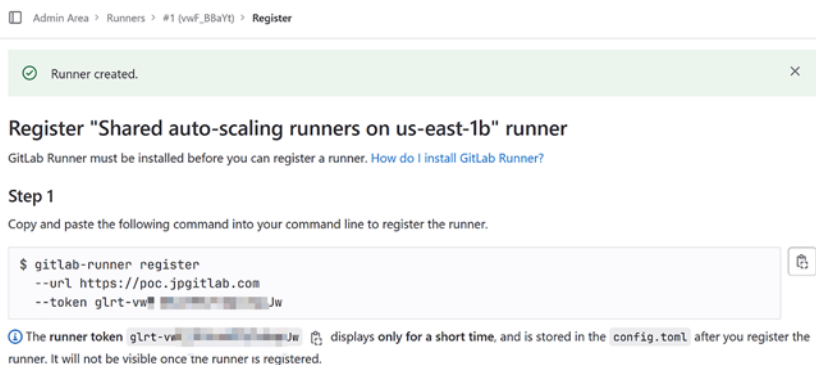 Admin Area > Runners > #1 (vwF_BBaYt) > Register
Runner created.
Register "Shared auto-scaling runners on us-east-1b" runner
GitLab Runner must be installed before you can register a runner. How do I install GitLab Runner?
Step 1
Copy and paste the following command into your command line to register the runner.
$ gitlab-runner register
--url https://poc.jpgitlab.com
--token glrt-vw Jw
The runner token glrt-vw Jw displays only for a short time, and is stored in the config.toml after you register the
runner. It will not be visible once the runner is registered.